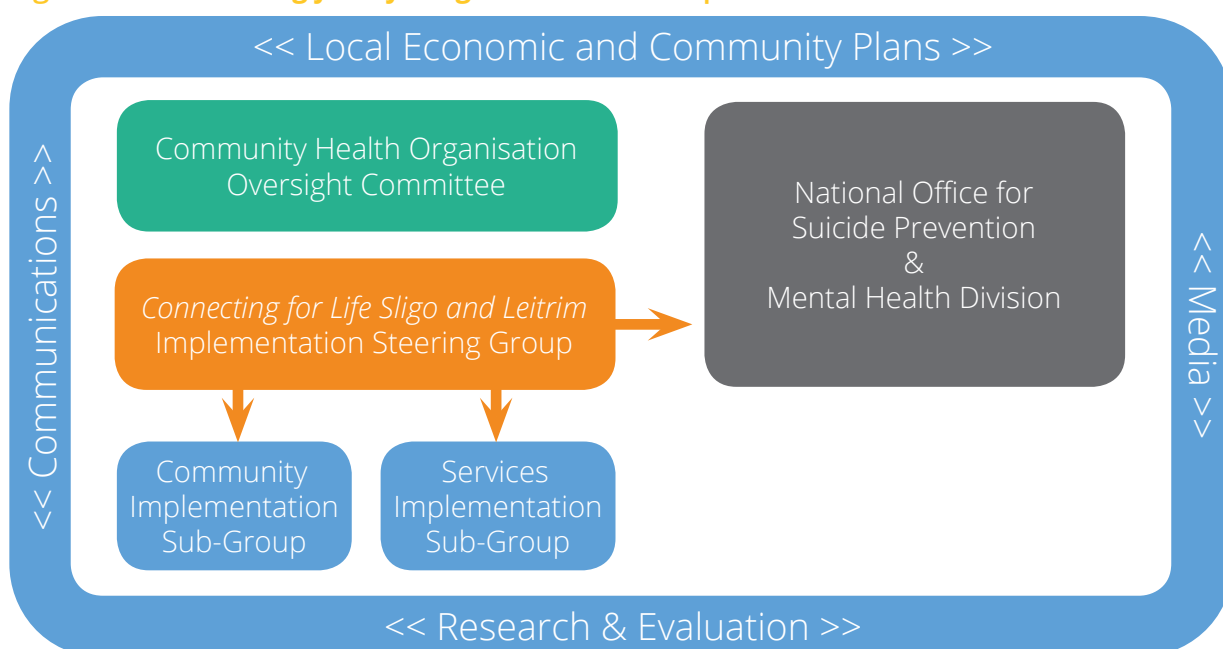 << Local Economic and Community Plans >>
<< Communications >>
Community Health Organisation
Oversight Committee
National Office for
Suicide Prevention
&
Mental Health Division
Connecting for Life Sligo and Leitrim
Implementation Steering Group
Community
Implementation
Sub-Group
Services
Implementation
Sub-Group
<< Media >>
<< Research & Evaluation >>